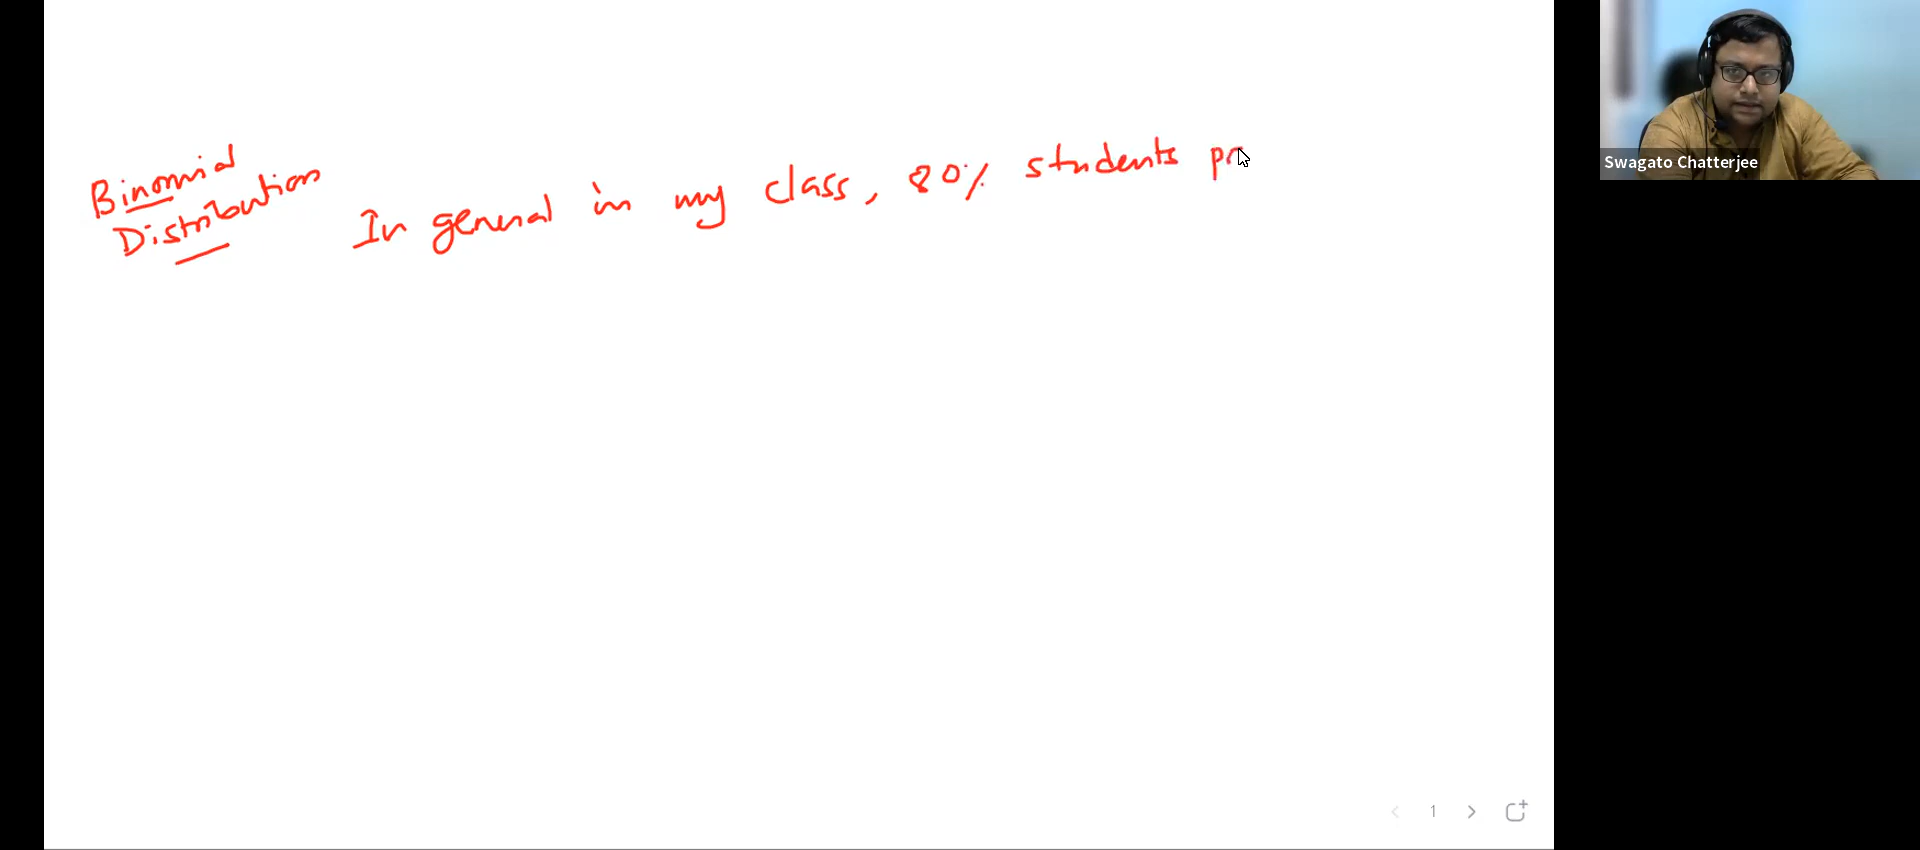 Binomial
Distribution
In general in my class, 80% students
Swagato Chatterjee
1